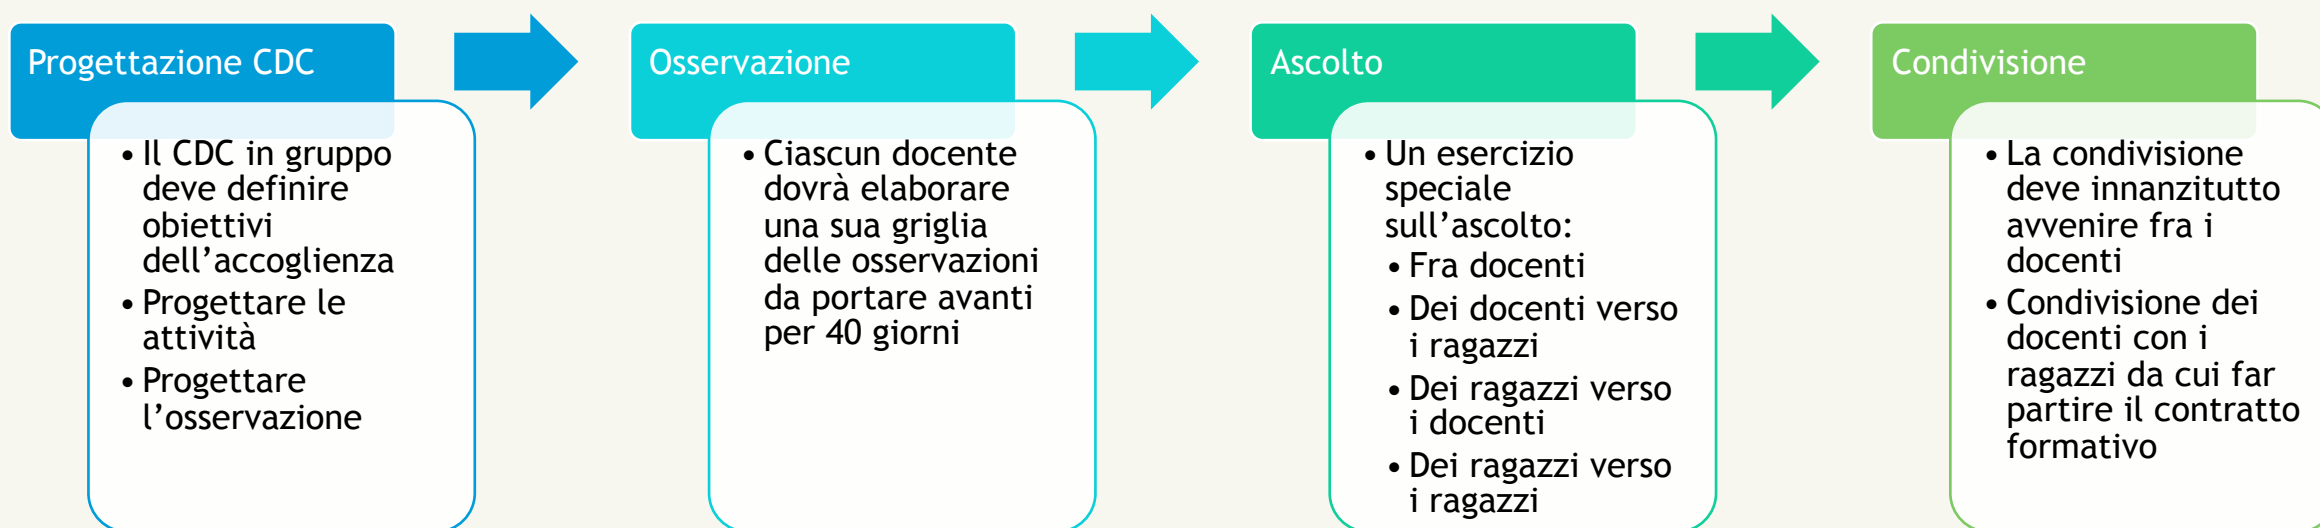 Progettazione CDC
• Il CDC in gruppo
deve definire
obiettivi
dell’accoglienza
• Progettare le
attività
• Progettare
l’osservazione
Osservazione
• Ciascun docente
dovrà elaborare
una sua griglia
delle osservazioni
da portare avanti
per 40 giorni
Ascolto
• Un esercizio
speciale
sull’ascolto:
• Fra docenti
• Dei docenti verso
i ragazzi
• Dei ragazzi verso
i docenti
• Dei ragazzi verso
i ragazzi
Condivisione
• La condivisione
deve innanzitutto
avvenire fra i
docenti
• Condivisione dei
docenti con i
ragazzi da cui far
partire il contratto
formativo